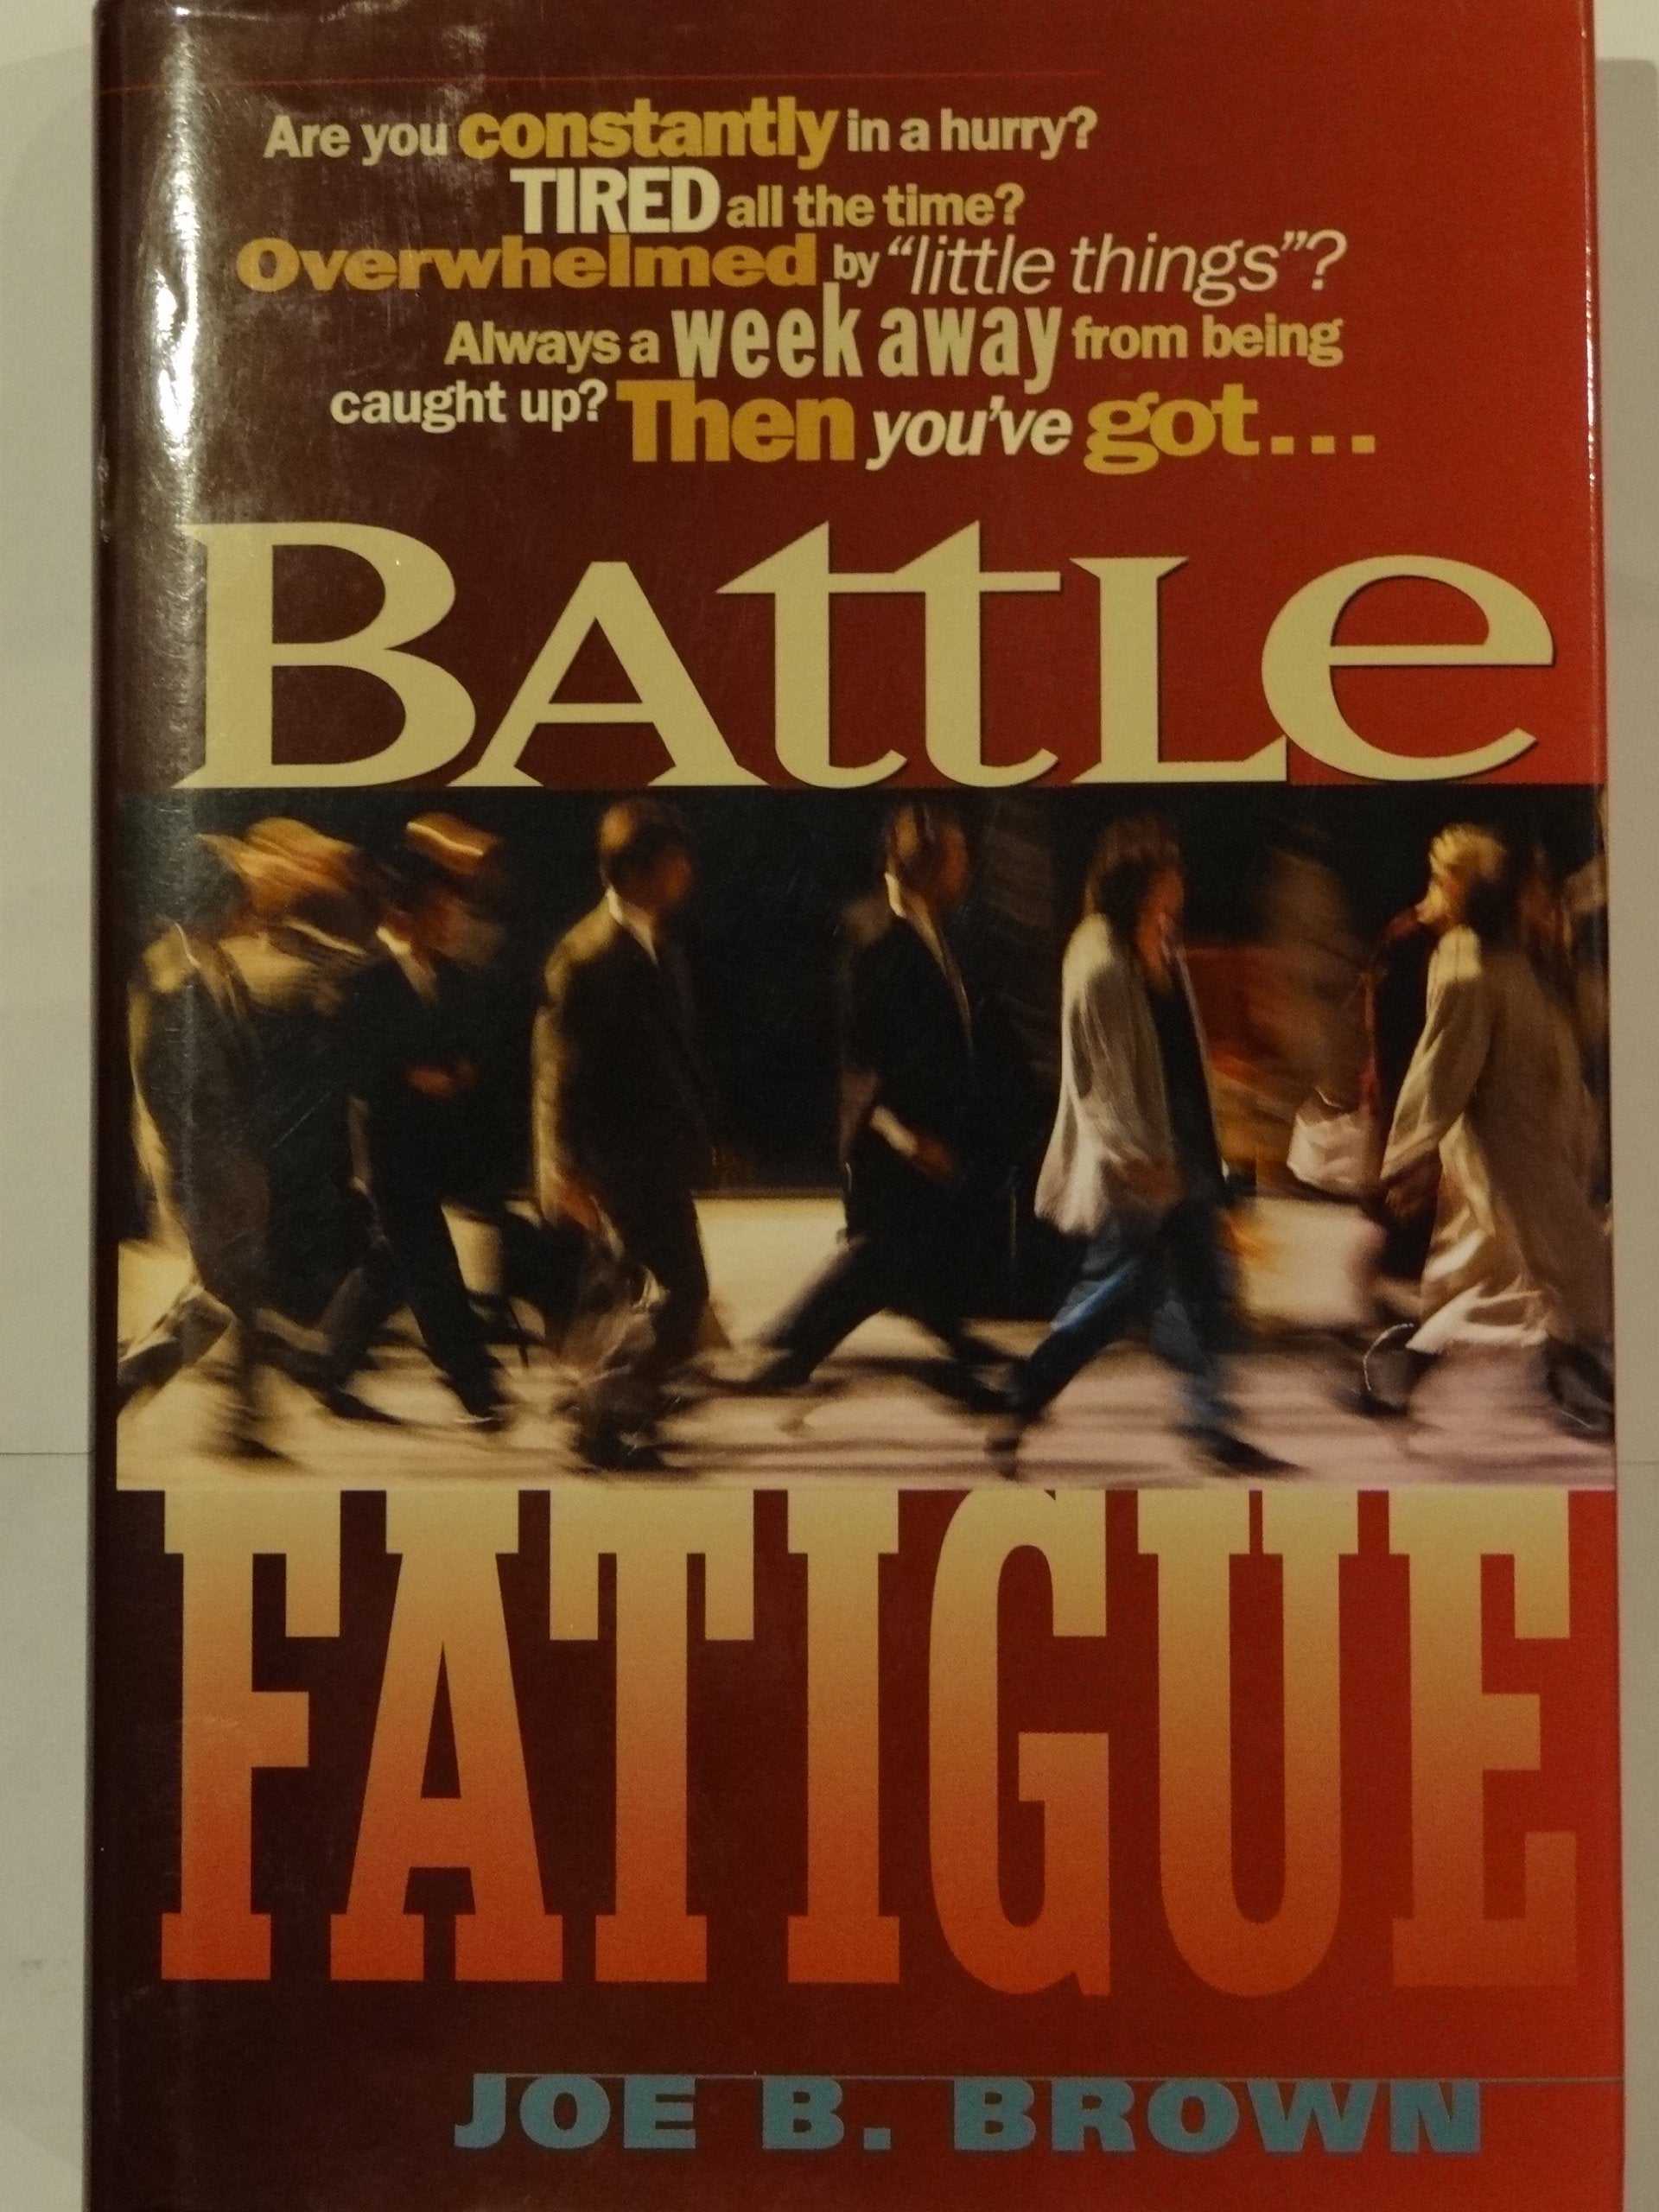 Are you constantly in a hurry?
TIRED all the time?
Overwhelmed by “little things”?
Always a week away from being
caught up? Then you’ve got...
BAttLe
FATIGUE
JOE B. BROWN